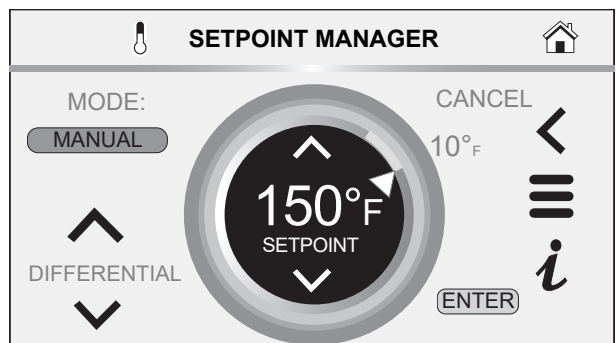 SETPOINT MANAGER
MODE:
MANUAL
CANCEL
10°F
150°F
SETPOINT
DIFFERENTIAL
i
ENTER